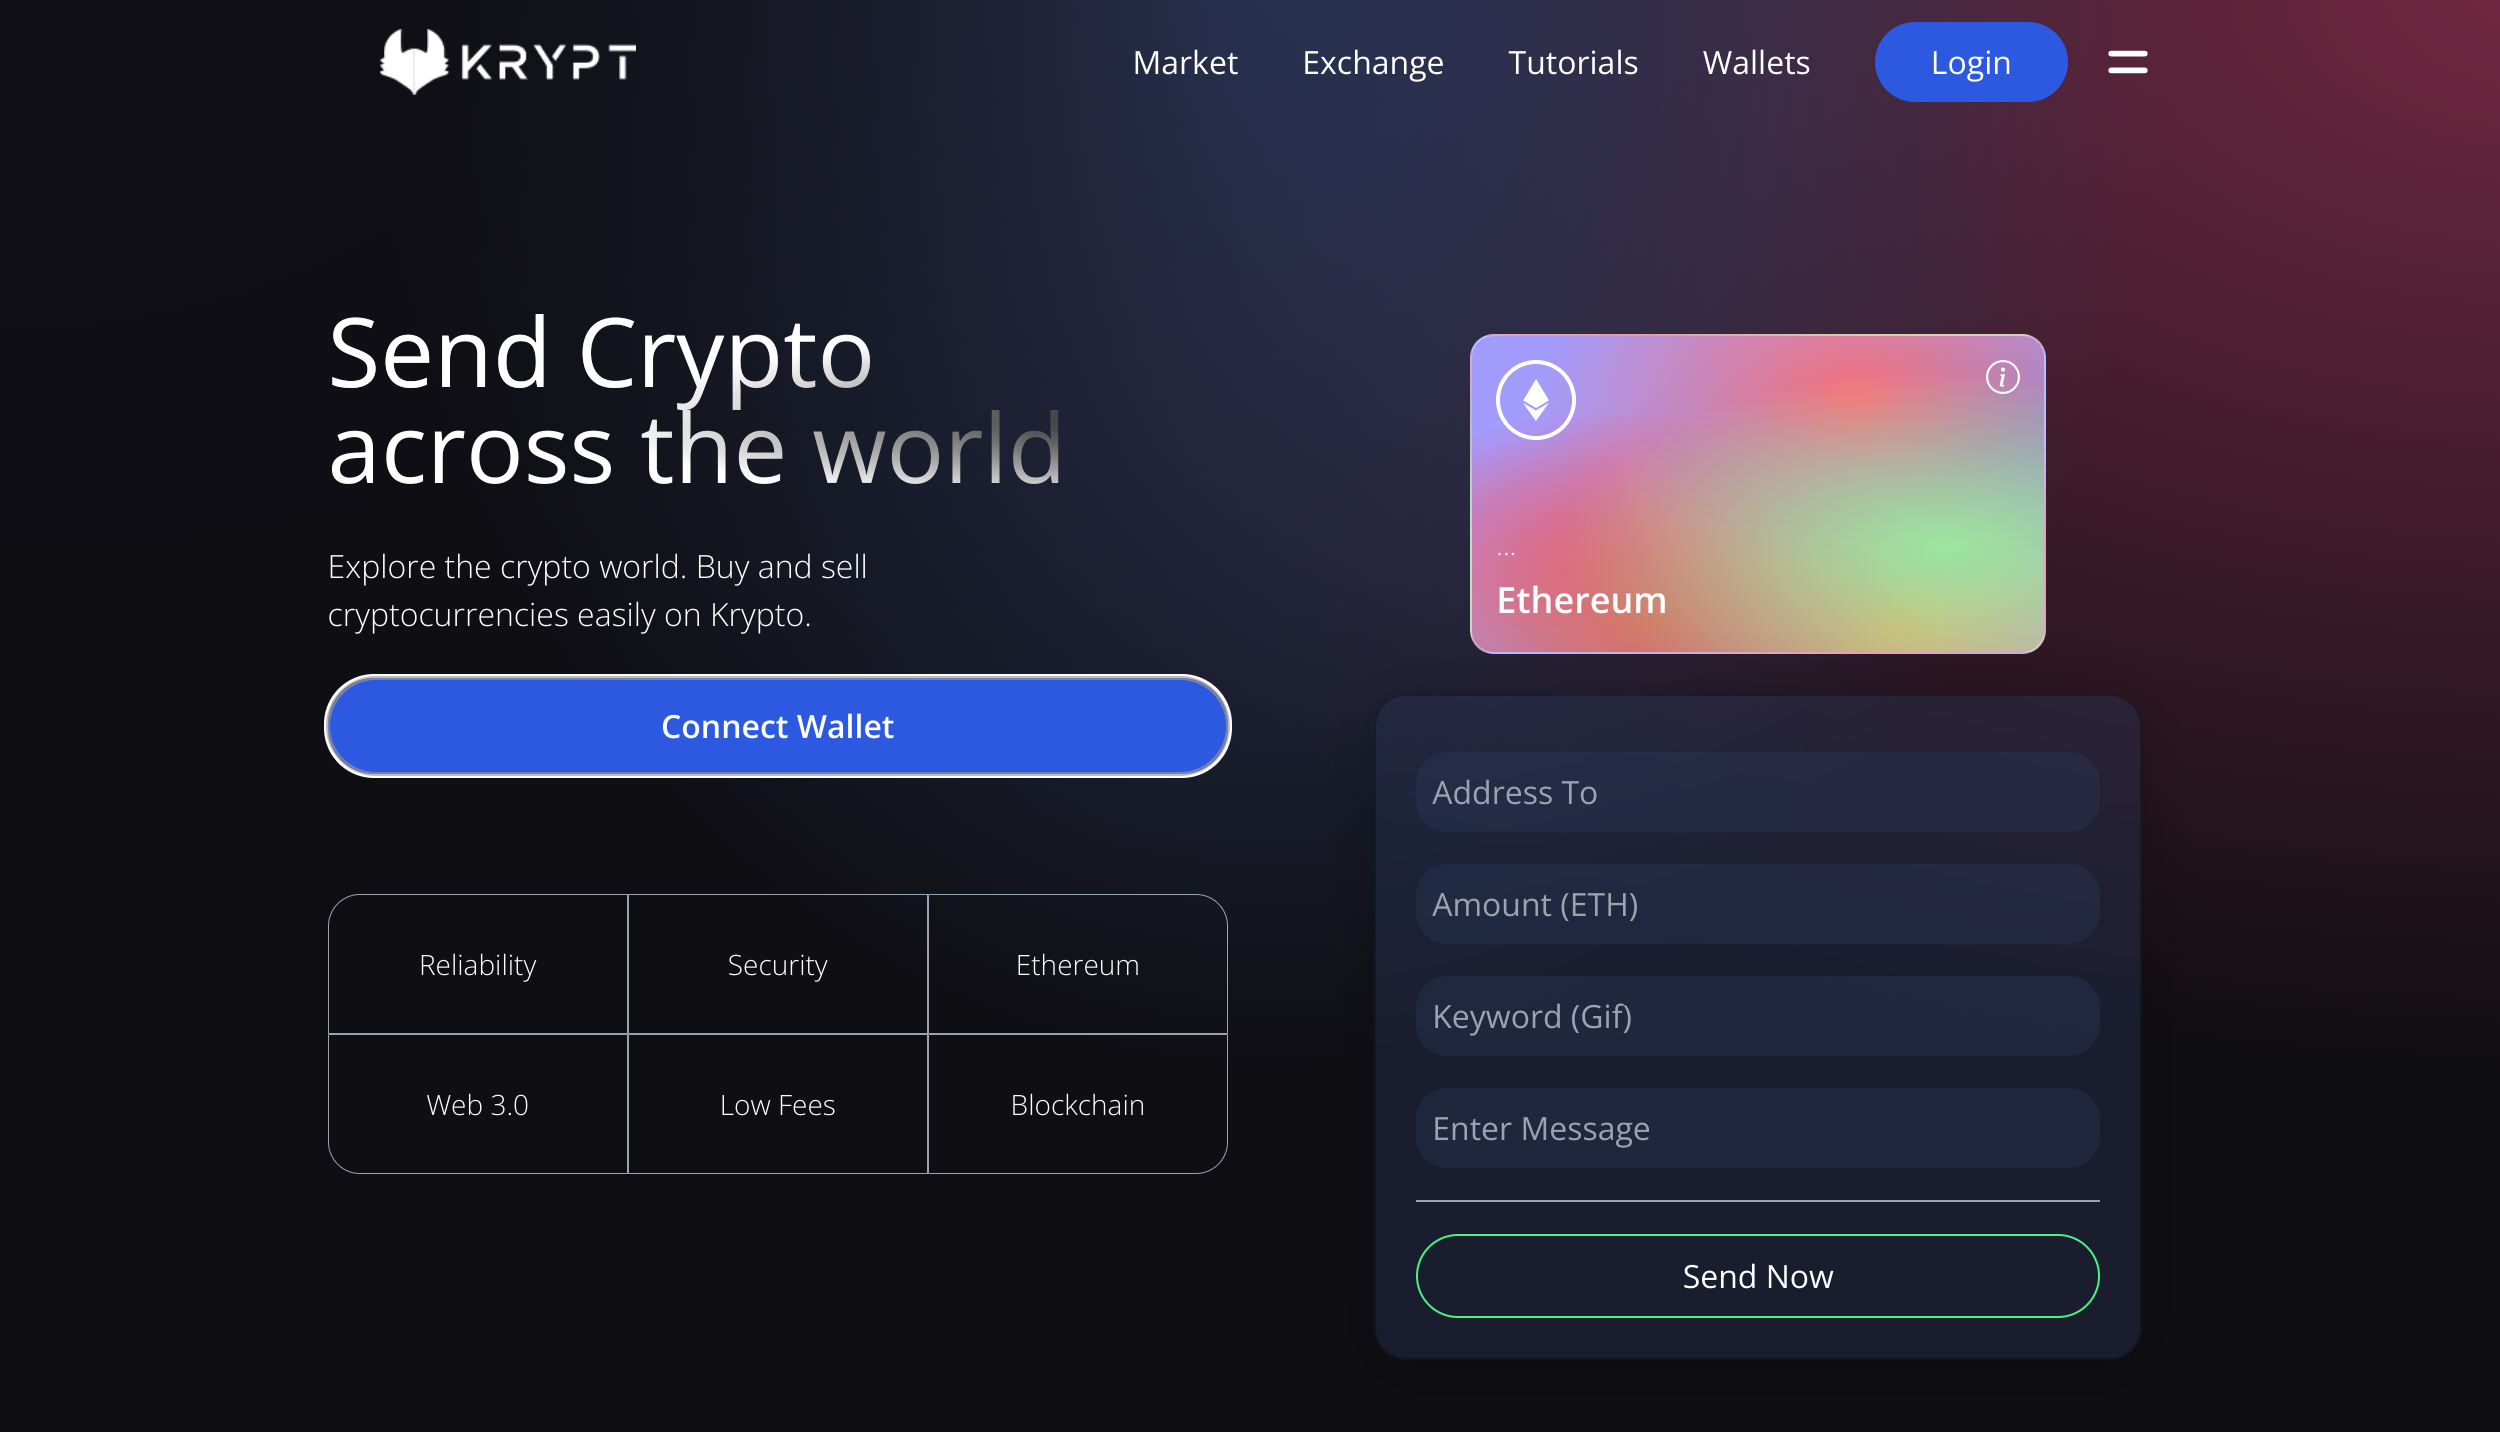 KRYPT
Market
Exchange
Tutorials
Wallets
Login
Send Crypto
across the world
Explore the crypto world. Buy and sell
cryptocurrencies easily on Krypto.
Connect Wallet
Reliability
Security
Ethereum
Web 3.0
Low Fees
Blockchain
i
...
Ethereum
Address To
Amount (ETH)
Keyword (Gif)
Enter Message
Send Now